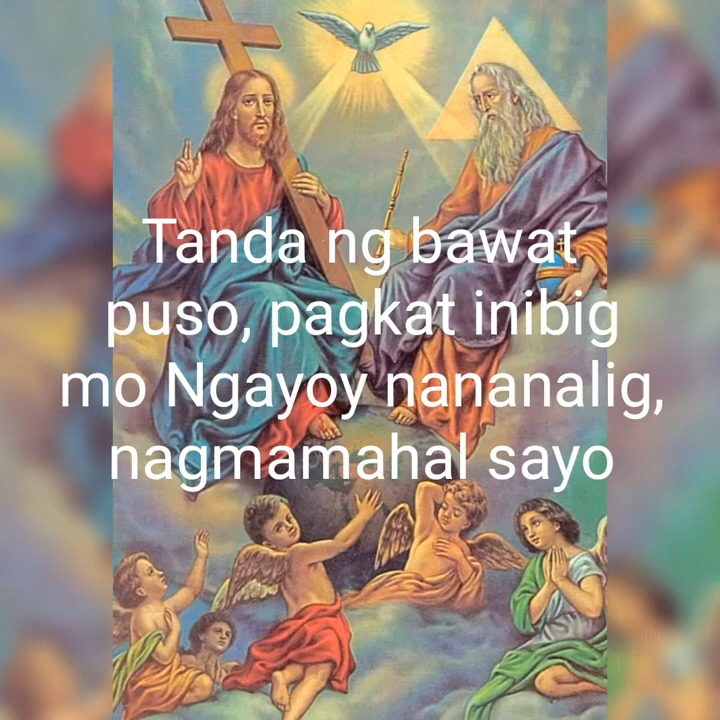 Tanda ng bawat
puso, pagkat inibig
mo Ngayoy nananalig,
nagmamahal sayo